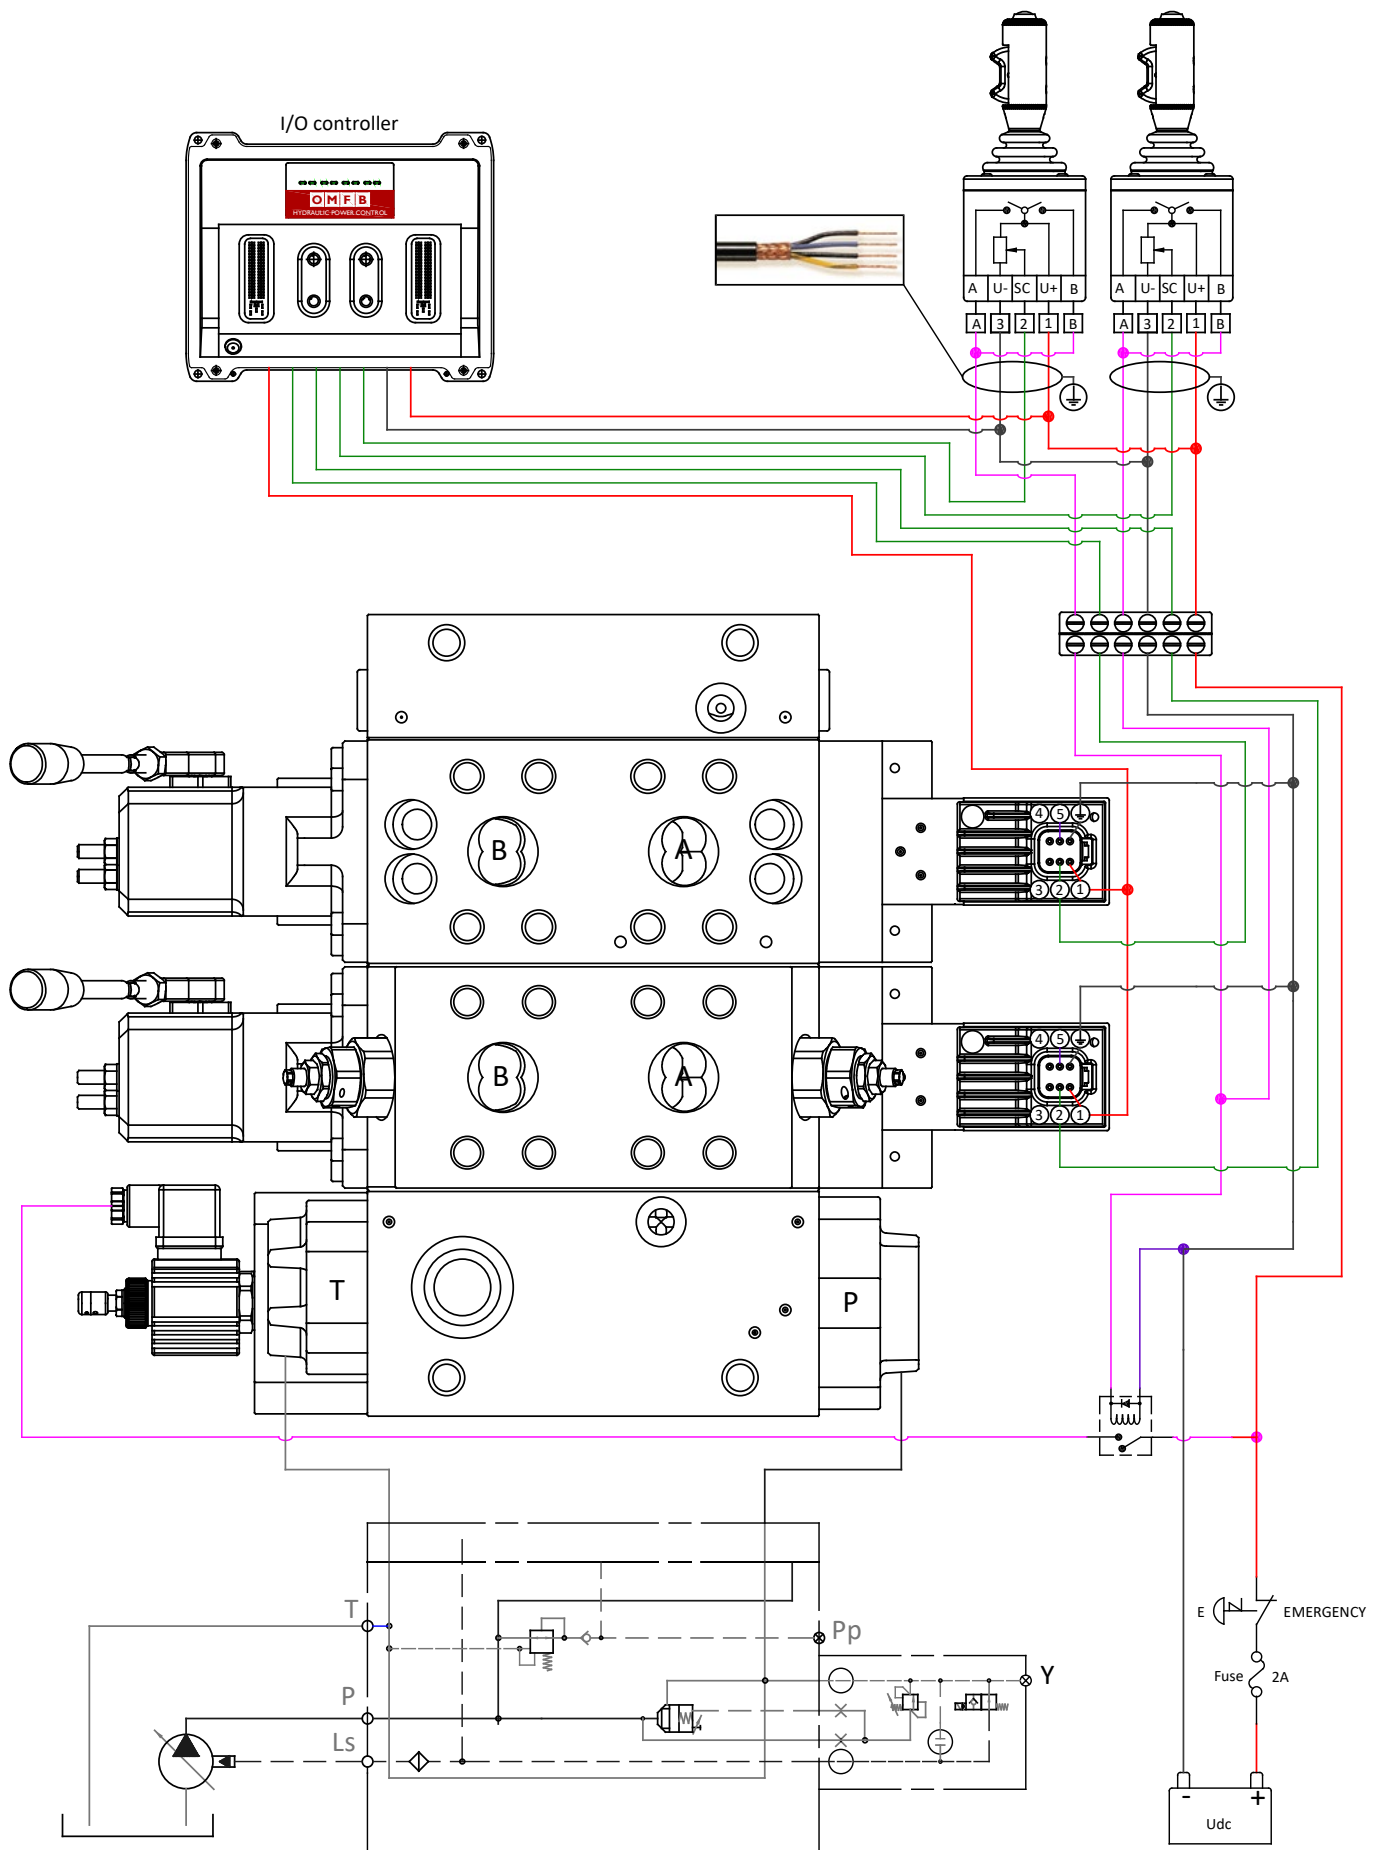 I/O controller
OMFB
HYDRAULIC POWER CONTROL
A U- SC U+ B
A 3 2 1 B
A U- SC U+ B
A 3 2 1 B
B
A
4 5
3 2 1
B
A
4 5
3 2 1
T
P
T
Pp
P
Y
Ls
E
EMERGENCY
Fuse 2A
- +
Udc